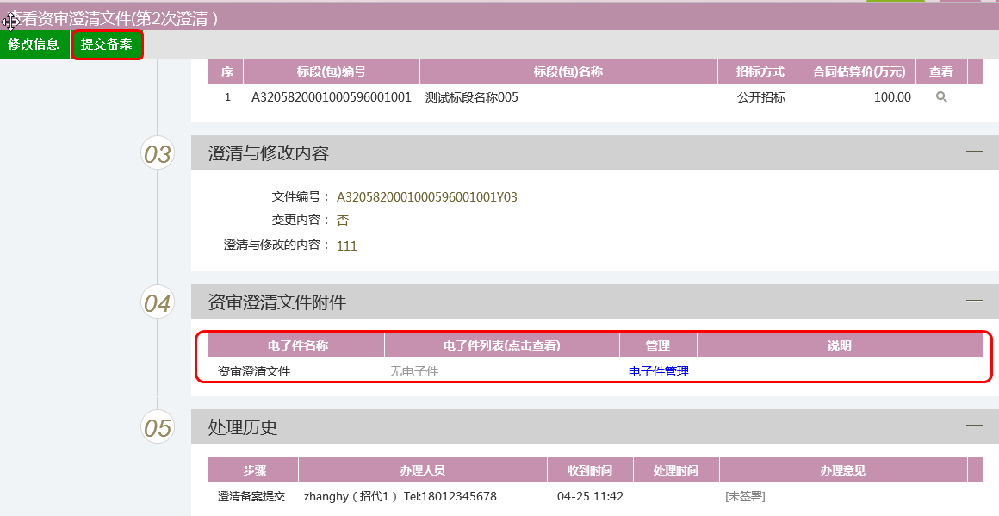 查看资审澄清文件(第2次澄清 )
修改信息 提交备案
序 标段(包)编号 标段(包)名称 招标方式 合同估算价(万元) 查看
1 A3205820001000596001001 测试标段名称005 公开招标 100.00
03 澄清与修改内容
文件编号： A3205820001000596001001Y03
变更内容： 否
澄清与修改的内容： 111
04 资审澄清文件附件
电子件名称 电子件列表(点击查看) 管理 说明
资审澄清文件 无电子件 电子件管理
05 处理历史
步骤 办理人员 收到时间 处理时间 办理意见
澄清备案提交 zhanghy（招代1） Tel:18012345678 04-25 11:42 [未签署]